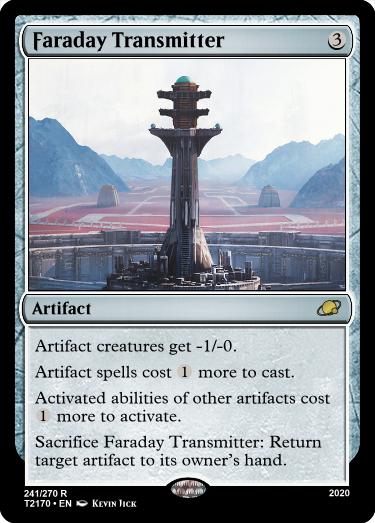 Faraday Transmitter 3
Artifact
Artifact creatures get -1/-0.
Artifact spells cost 1 more to cast.
Activated abilities of other artifacts cost
1 more to activate.
Sacrifice Faraday Transmitter: Return
target artifact to its owner's hand.
241/270 R 2020
T2170 • EN Kevin Jick